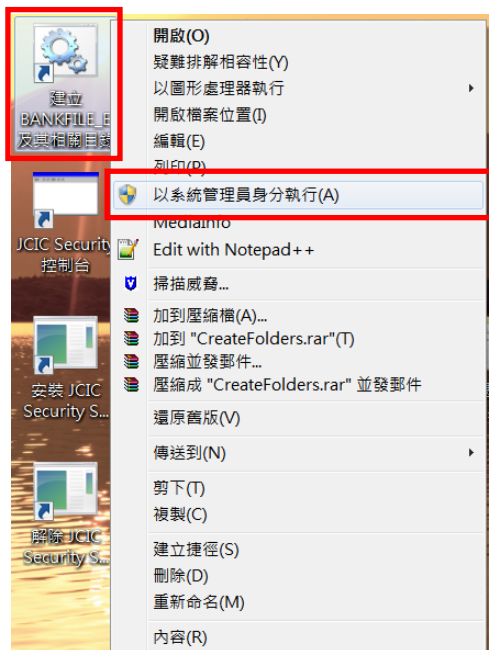 建立
BANKFILE_E
及其相關目錄
JCIC Security
控制台
安裝 JCIC
Security S...
解除 JCIC
Security S...
開啟(O)
疑難排解相容性(Y)
以圖形處理器執行
開啟檔案位置(I)
編輯(E)
列印(P)
以系統管理員身分執行(A)
MediaInfo
Edit with Notepad++
掃描威脅...
加到壓縮檔(A)...
加到 "CreateFolders.rar"(T)
壓縮並發郵件...
壓縮成 "CreateFolders.rar" 並發郵件
還原舊版(V)
傳送到(N)
剪下(T)
複製(C)
建立捷徑(S)
刪除(D)
重新命名(M)
內容(R)